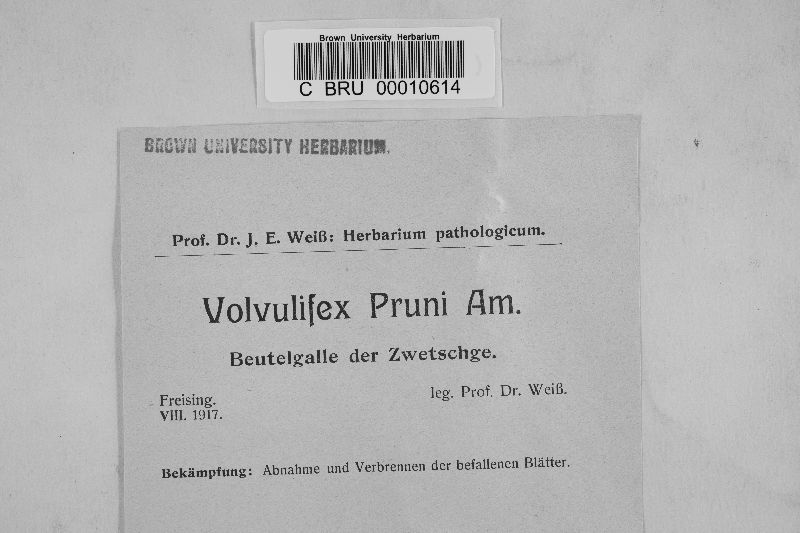 Brown University Herbarium
C BRU 00010614
BROWN UNIVERSITY HERBARIUM.
Prof. Dr. J. E. Weiß: Herbarium pathologicum.
Volvulifex Pruni Am.
Beutelgalle der Zwetschge.
Freising.
leg. Prof. Dr. Weiß.
VIII. 1917.
Bekämpfung: Abnahme und Verbrennen der befallenen Blätter.